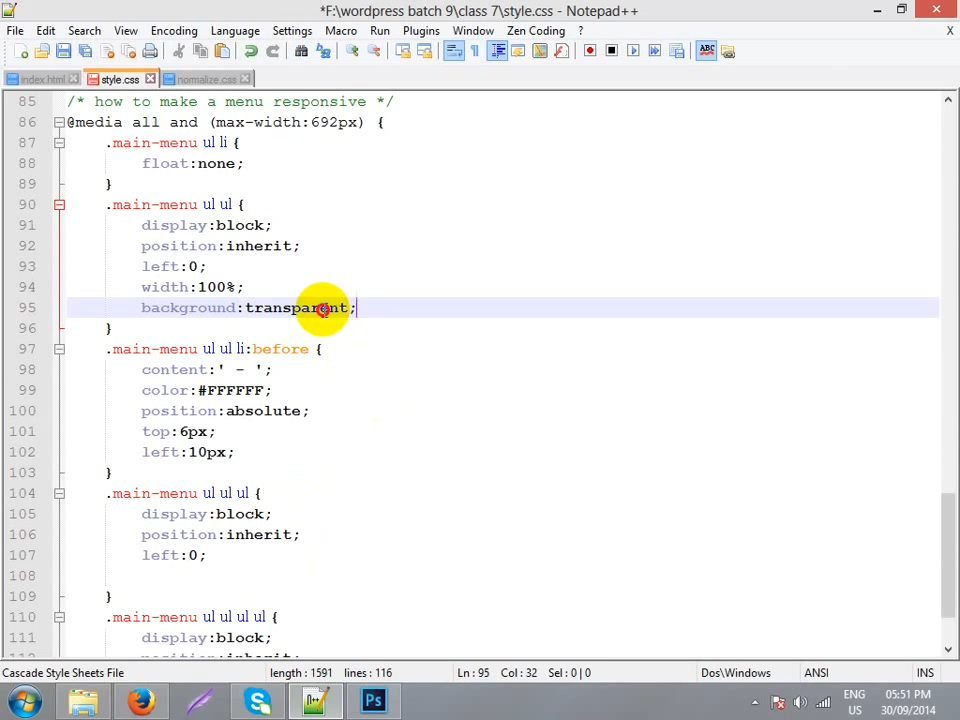 *F:\wordpress batch 9\class 7\style.css - Notepad++
File Edit Search View Encoding Language Settings Macro Run Plugins Window Zen Coding ? X
index.html style.css normalize.css
85 /* how to make a menu responsive */
86 @media all and (max-width:692px) {
87 .main-menu ul li {
88 float:none;
89 }
90 .main-menu ul ul {
91 display:block;
92 position:inherit;
93 left:0;
94 width:100%;
95 background:transparent;
96 }
97 .main-menu ul ul li:before {
98 content:' - ';
99 color:#FFFFFF;
100 position:absolute;
101 top:6px;
102 left:10px;
103 }
104 .main-menu ul ul ul {
105 display:block;
106 position:inherit;
107 left:0;
108
109 }
110 .main-menu ul ul ul ul {
111 display:block;
Cascade Style Sheets File length : 1591 lines : 116 Ln : 95 Col : 32 Sel : 0 | 0 Dos\Windows ANSI INS
ENG 05:51 PM
US 30/09/2014